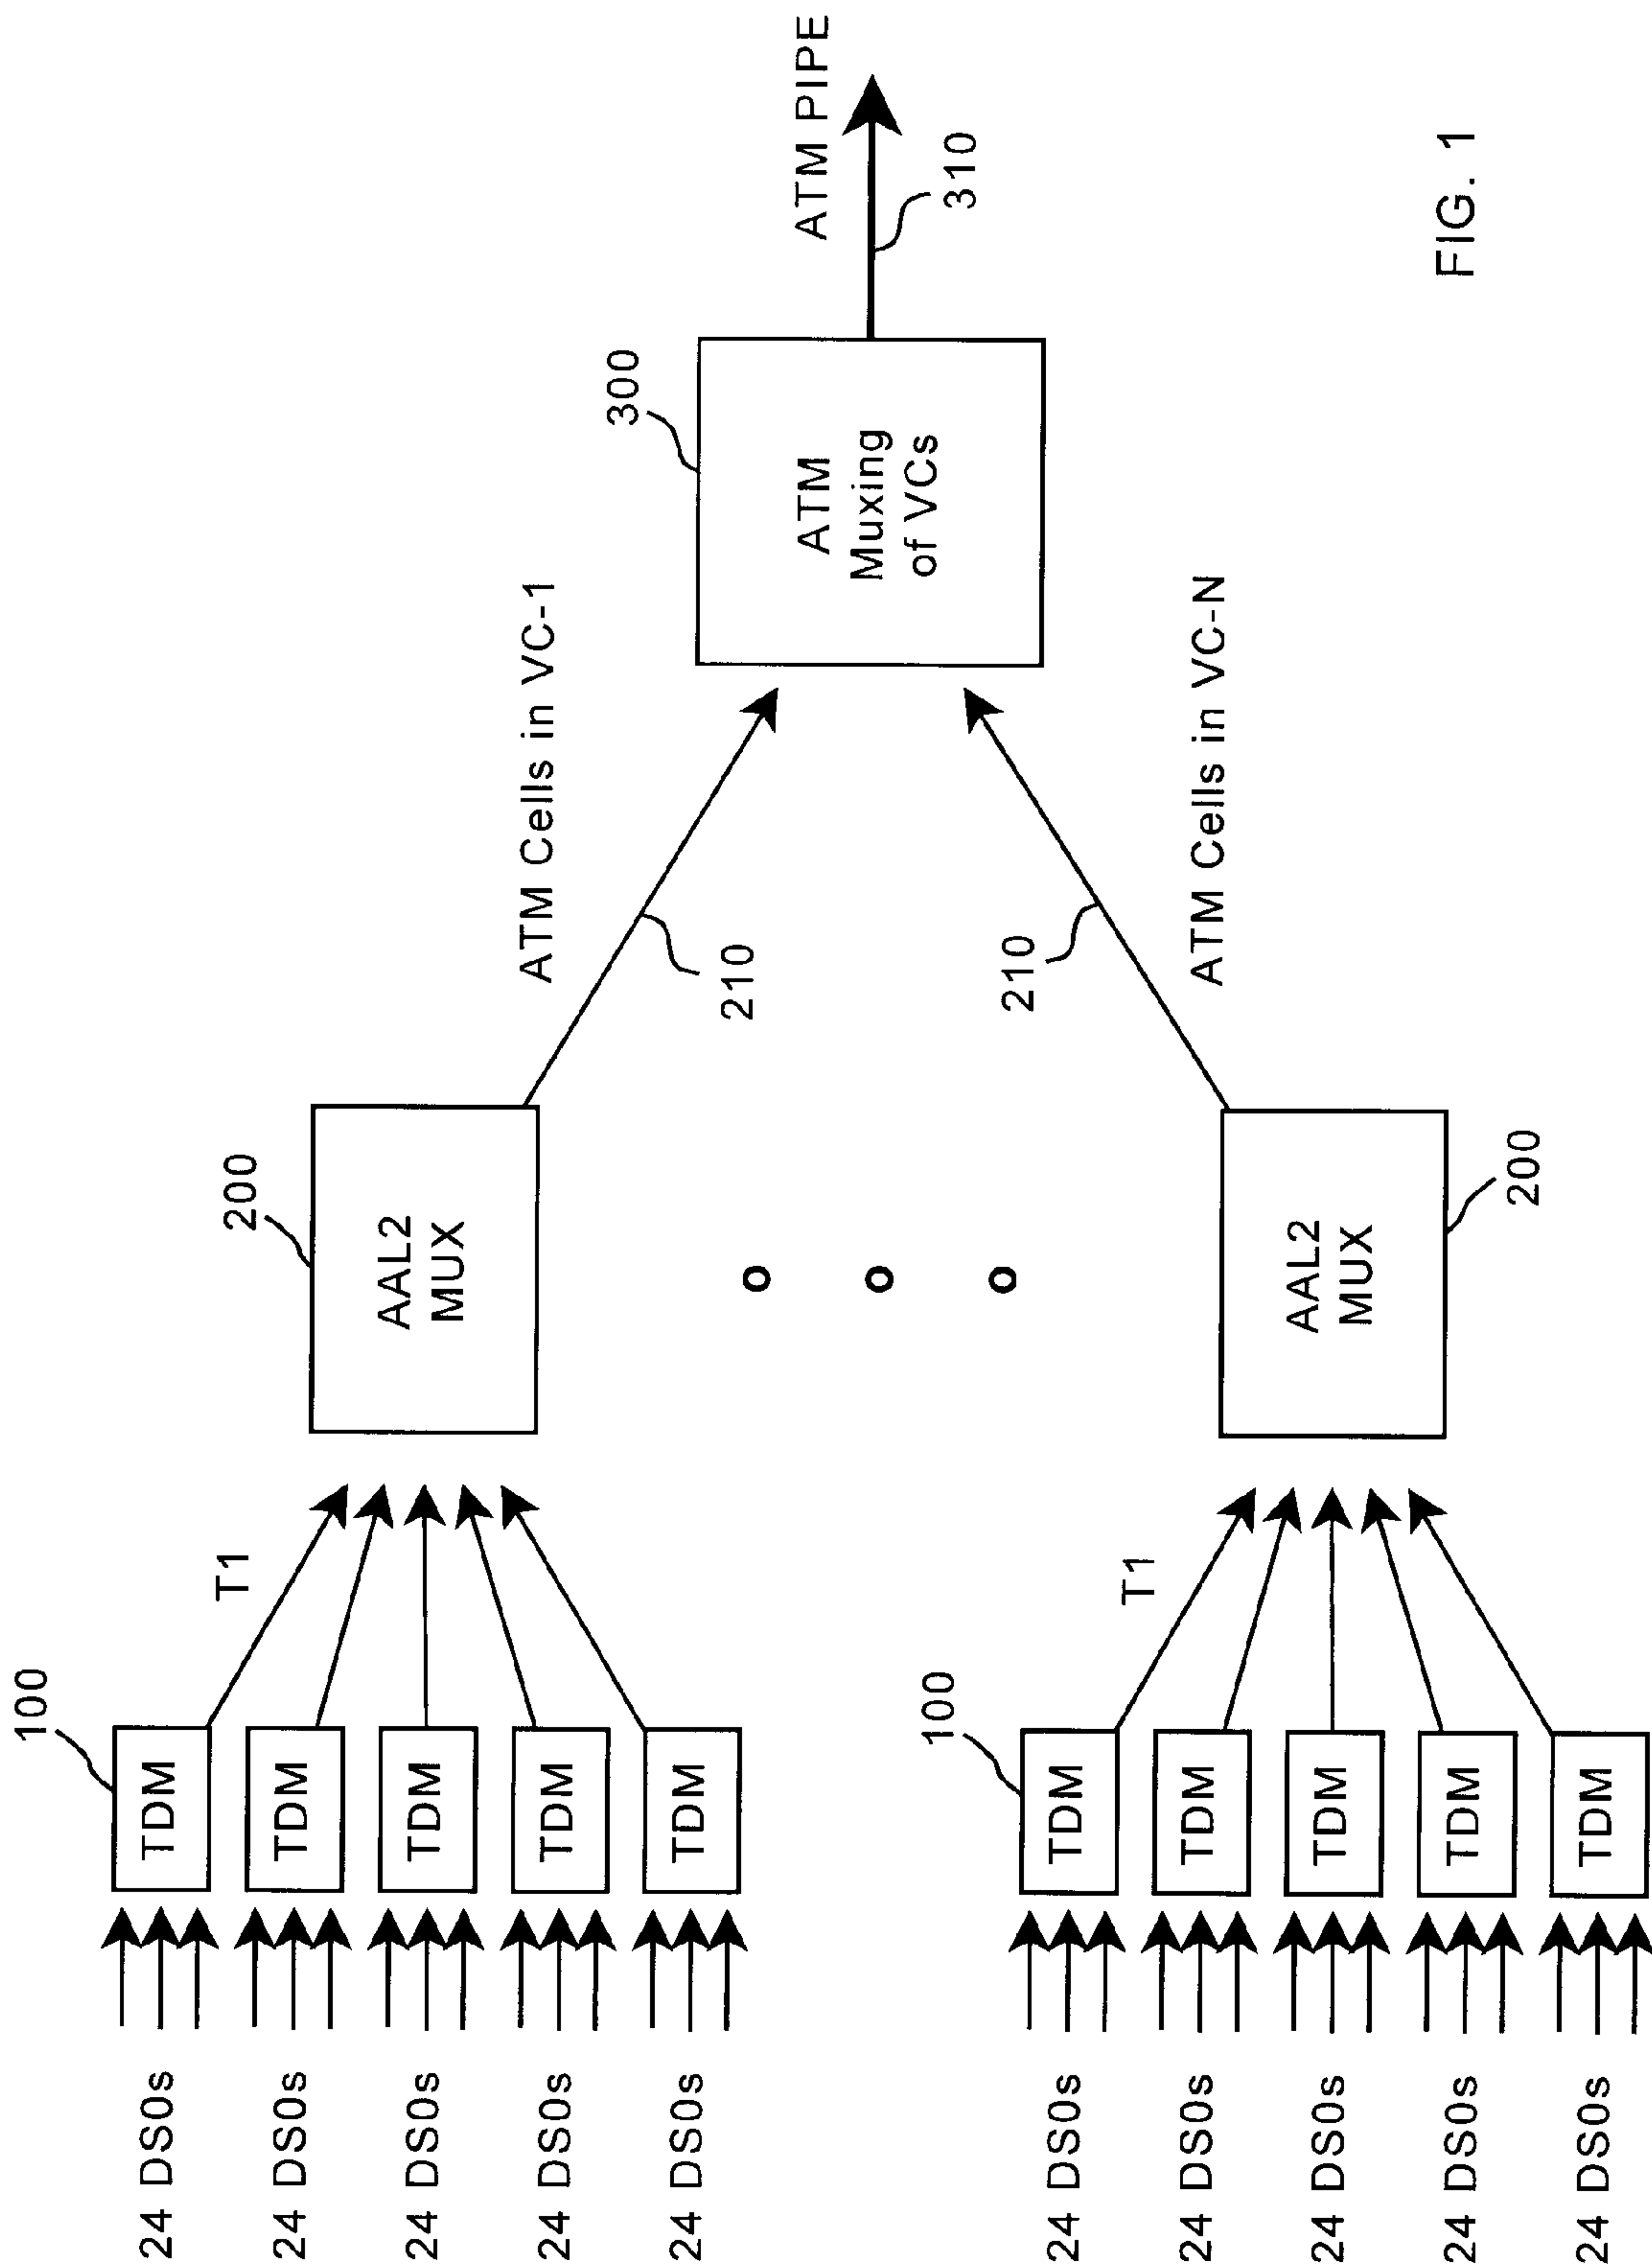 24 DS0s
24 DS0s
24 DS0s
24 DS0s
24 DS0s
100
TDM
TDM
TDM
TDM
TDM
T1
200
AAL2
MUX
210
ATM Cells in VC-1
24 DS0s
24 DS0s
24 DS0s
24 DS0s
24 DS0s
100
TDM
TDM
TDM
TDM
TDM
T1
200
AAL2
MUX
210
ATM Cells in VC-N
300
ATM
Muxing
of VCs
ATM PIPE
310
FIG. 1